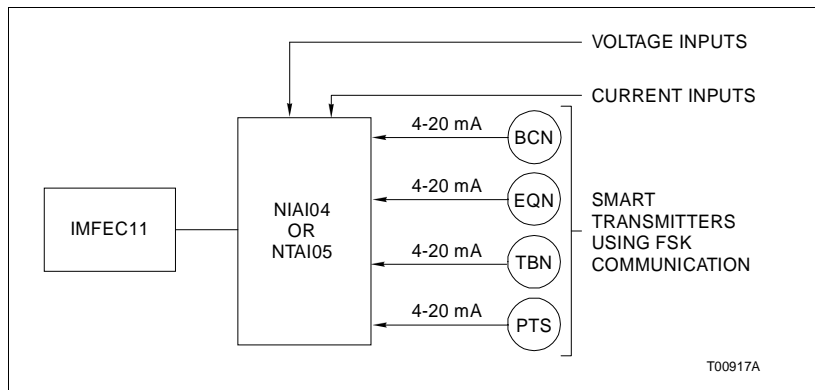 VOLTAGE INPUTS
CURRENT INPUTS
4-20 mA
BCN
4-20 mA
EQN
IMFEC11
NIAI04
OR
NTAI05
SMART
TRANSMITTERS
USING FSK
COMMUNICATION
4-20 mA
TBN
4-20 mA
PTS
T00917A